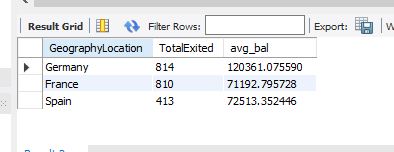 Result Grid Filter Rows: Export: W
GeographyLocation TotalExited avg_bal
Germany 814 120361.075590
France 810 71192.795728
Spain 413 72513.352446